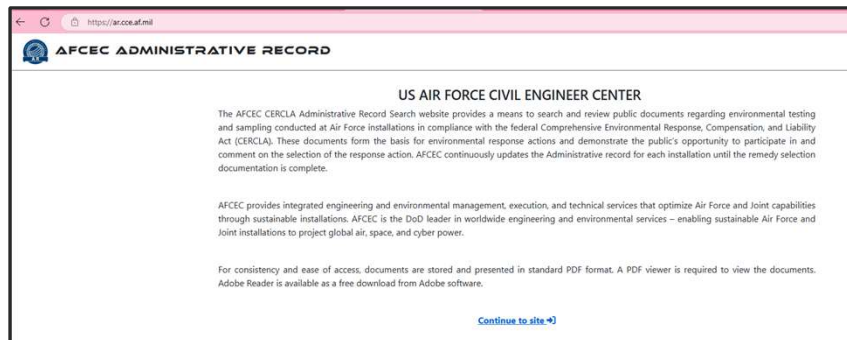 https://ar.cce.af.mil
AFCEC ADMINISTRATIVE RECORD
US AIR FORCE CIVIL ENGINEER CENTER
The AFCEC CERCLA Administrative Record Search website provides a means to search and review public documents regarding environmental testing
and sampling conducted at Air Force installations in compliance with the federal Comprehensive Environmental Response, Compensation, and Liability
Act (CERCLA). These documents form the basis for environmental response actions and demonstrate the public's opportunity to participate in and
comment on the selection of the response action. AFCEC continuously updates the Administrative record for each installation until the remedy selection
documentation is complete.
AFCEC provides integrated engineering and environmental management, execution, and technical services that optimize Air Force and Joint capabilities
through sustainable installations. AFCEC is the DoD leader in worldwide engineering and environmental services – enabling sustainable Air Force and
Joint installations to project global air, space, and cyber power.
For consistency and ease of access, documents are stored and presented in standard PDF format. A PDF viewer is required to view the documents.
Adobe Reader is available as a free download from Adobe software.
Continue to site